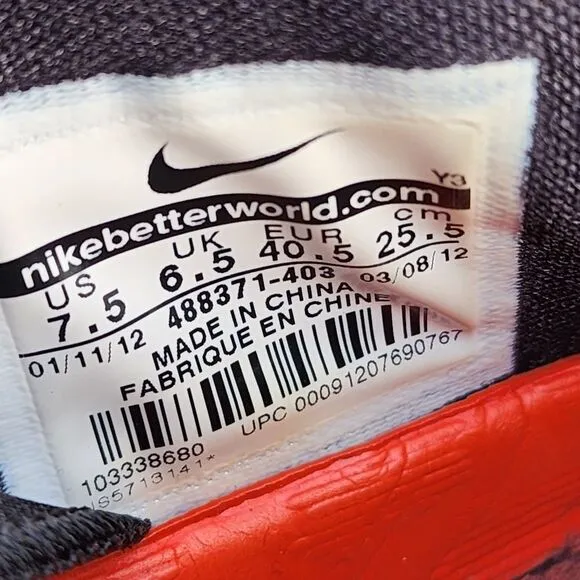 Y3
nikebetterworld.com
US UK EUR cm
7.5 6.5 40.5 25.5
01/11/12 488371-403 03/08/12
MADE IN CHINA
FABRIQUE EN CHINE
UPC 00091207690767
103338680